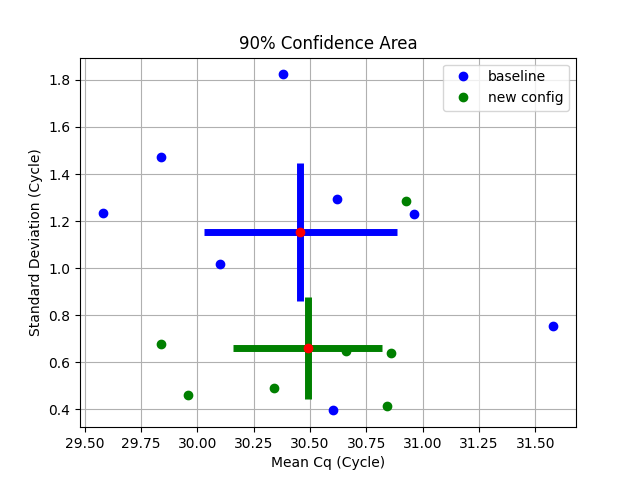 90% Confidence Area
baseline
new config
Standard Deviation (Cycle)
1.8
1.6
1.4
1.2
1.0
0.8
0.6
0.4
29.50 29.75 30.00 30.25 30.50 30.75 31.00 31.25 31.50
Mean Cq (Cycle)